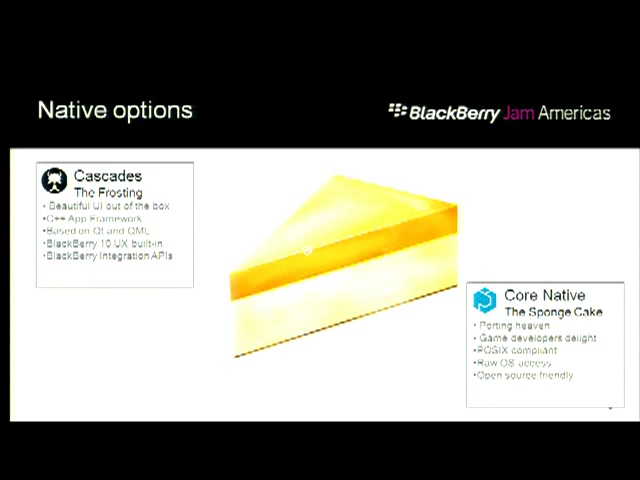 Native options
BlackBerry Jam Americas
Cascades
The Frosting
• Beautiful UI out of the box
•C++ App Framework
•Based on Qt and QML
•BlackBerry 10 UX built-in
•BlackBerry Integration APIs
Core Native
The Sponge Cake
• Porting heaven
• Game developers delight
•POSIX compliant
•Raw OS access
•Open source friendly